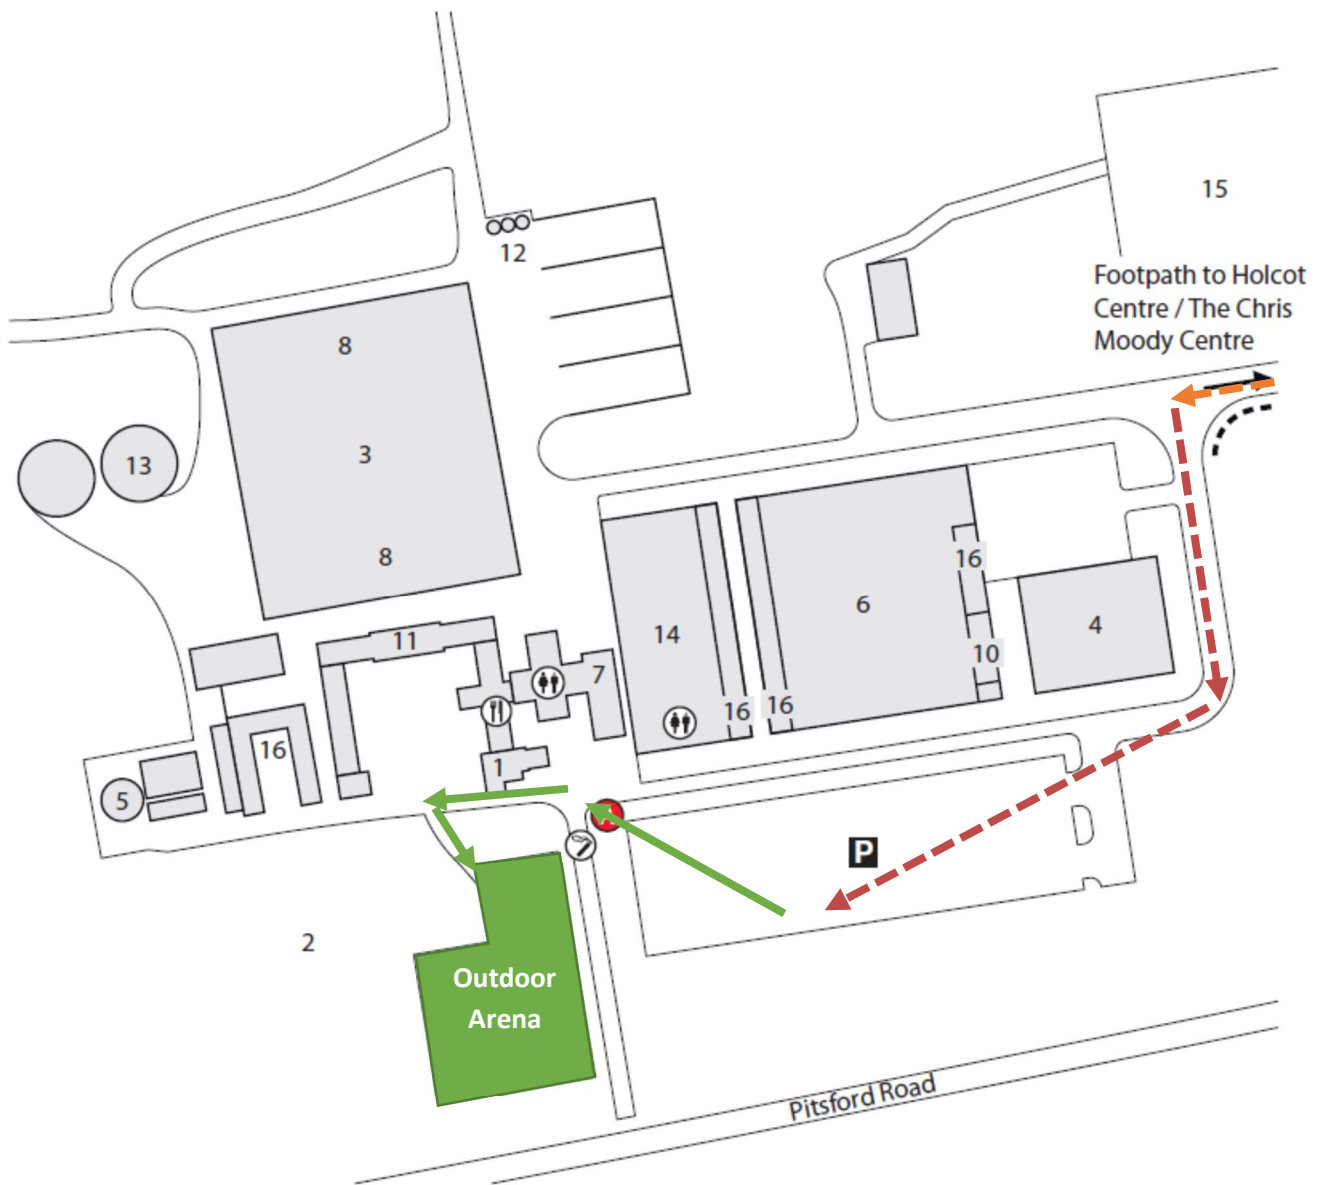 15
12
Footpath to Holcot
Centre / The Chris
Moody Centre
8
3
13
8
16
6
14
4
11
10
7
16
16
16
1
5
P
2
Outdoor
Arena
Pitsford Road